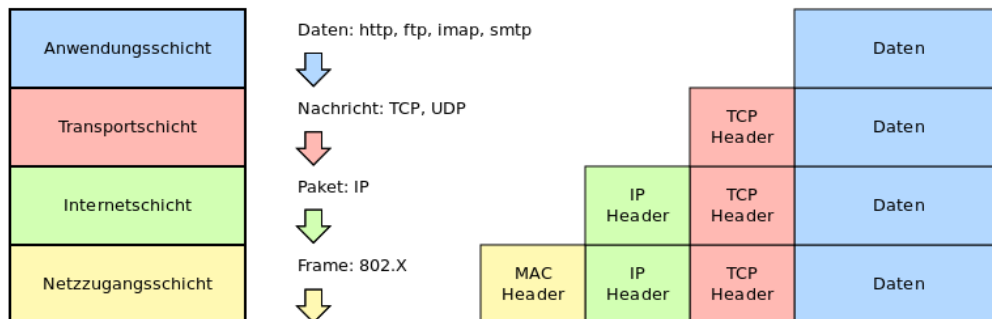 Anwendungsschicht
Daten: http, ftp, imap, smtp
Daten
Transportschicht
Nachricht: TCP, UDP
TCP
Header
Daten
Internetschicht
Paket: IP
IP
Header
TCP
Header
Daten
Netzzugangsschicht
Frame: 802.X
MAC
Header
IP
Header
TCP
Header
Daten